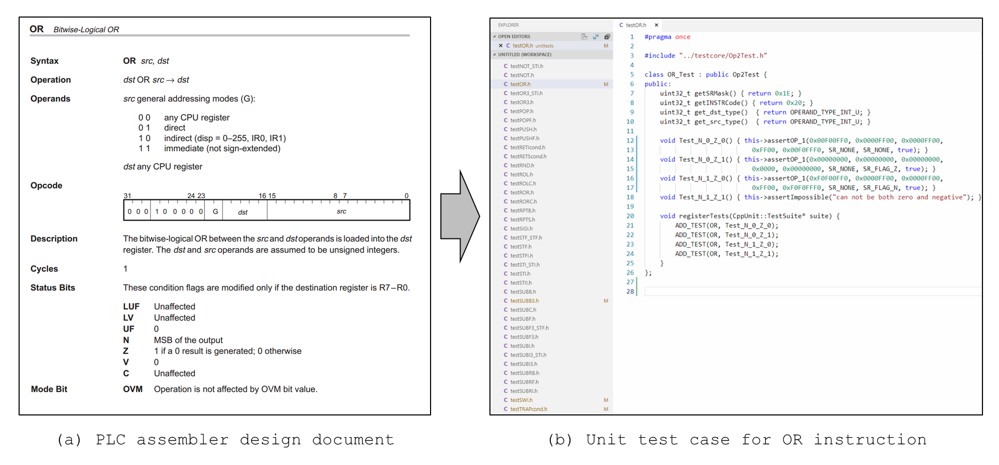 OR Bitwise-Logical OR
Syntax OR src, dst
Operation dst OR src → dst
Operands src general addressing modes (G):
0 0 any CPU register
0 1 direct
1 0 indirect (disp = 0–255, IR0, IR1)
1 1 immediate (not sign-extended)
dst any CPU register
Opcode
31 24 23 16 15 8 7 0
0 0 0 1 0 0 0 0 0 G dst src
Description The bitwise-logical OR between the src and dst operands is loaded into the dst
register. The dst and src operands are assumed to be unsigned integers.
Cycles 1
Status Bits These condition flags are modified only if the destination register is R7–R0.
LUF Unaffected
LV Unaffected
UF 0
N MSB of the output
Z 1 if a 0 result is generated; 0 otherwise
V 0
C Unaffected
Mode Bit OVM Operation is not affected by OVM bit value.
(a) PLC assembler design document
EXPLORER
OPEN EDITORS
C testOR.h unittests M
UNTITLED (WORKSPACE)
C testNOT_STI.h
C testNOT.h
C testOR.h M
C testOR3_STI.h
C testOR3.h
C testPOP.h
C testPOPF.h
C testPUSH.h
C testPUSHF.h
C testRETIcond.h
C testRETScond.h
C testRND.h
C testROL.h
C testROLC.h
C testROR.h
C testRORC.h
C testRPTB.h
C testRPTS.h
C testSIGI.h
C testSTF_STF.h
C testSTF.h
C testSTFI.h
C testSTI_STI.h
C testSTI.h
C testSTII.h
C testSUBB.h
C testSUBB3.h M
C testSUBC.h
C testSUBF.h
C testSUBF3_STF.h
C testSUBF3.h
C testSUBI.h
C testSUBI3_STI.h
C testSUBI3.h
C testSUBRB.h
C testSUBRF.h
C testSUBRI.h
C testSWI.h M
C testTRAPcond.h M
C testOR.h
1 #pragma once
2
3 #include "../testcore/Op2Test.h"
4
5 class OR_Test : public Op2Test {
6 public:
7 uint32_t getSRMask() { return 0x1E; }
8 uint32_t getINSTRCode() { return 0x20; }
9 uint32_t get_dst_type() { return OPERAND_TYPE_INT_U; }
10 uint32_t get_src_type() { return OPERAND_TYPE_INT_U; }
11
12 void Test_N_0_Z_0() { this->assertOP_1(0x00F00FF0, 0x0000FF00, 0x0000FF00,
13 0xFF00, 0x00F0FFF0, SR_NONE, SR_NONE, true); }
14 void Test_N_0_Z_1() { this->assertOP_1(0x00000000, 0x00000000, 0x00000000,
15 0x0000, 0x00000000, SR_NONE, SR_FLAG_Z, true); }
16 void Test_N_1_Z_0() { this->assertOP_1(0xF0F00FF0, 0x0000FF00, 0x0000FF00,
17 0xFF00, 0xF0F0FFF0, SR_NONE, SR_FLAG_N, true); }
18 void Test_N_1_Z_1() { this->assertImpossible("can not be both zero and negative"); }
19
20 void registerTests(CppUnit::TestSuite* suite) {
21 ADD_TEST(OR, Test_N_0_Z_0);
22 ADD_TEST(OR, Test_N_0_Z_1);
23 ADD_TEST(OR, Test_N_1_Z_0);
24 ADD_TEST(OR, Test_N_1_Z_1);
25 }
26 };
27
28
(b) Unit test case for OR instruction